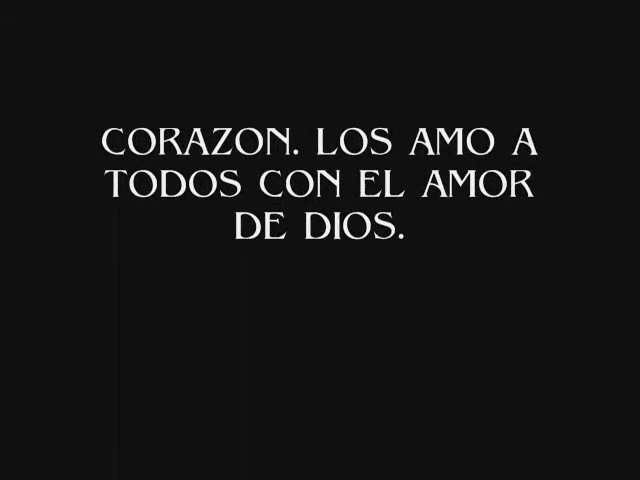 CORAZON. LOS AMO A
TODOS CON EL AMOR
DE DIOS.